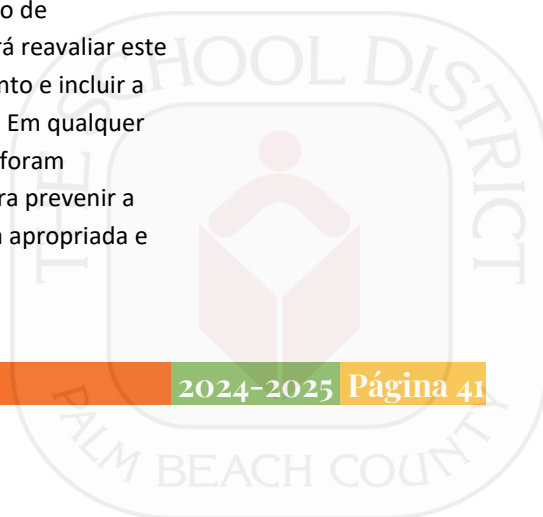 o de
rá reavaliar este
nto e incluir a
Em qualquer
foram
ra prevenir a
apropriada e
2024-2025 Página 41
THE SCHOOL DISTRICT
PALM BEACH COUNTY